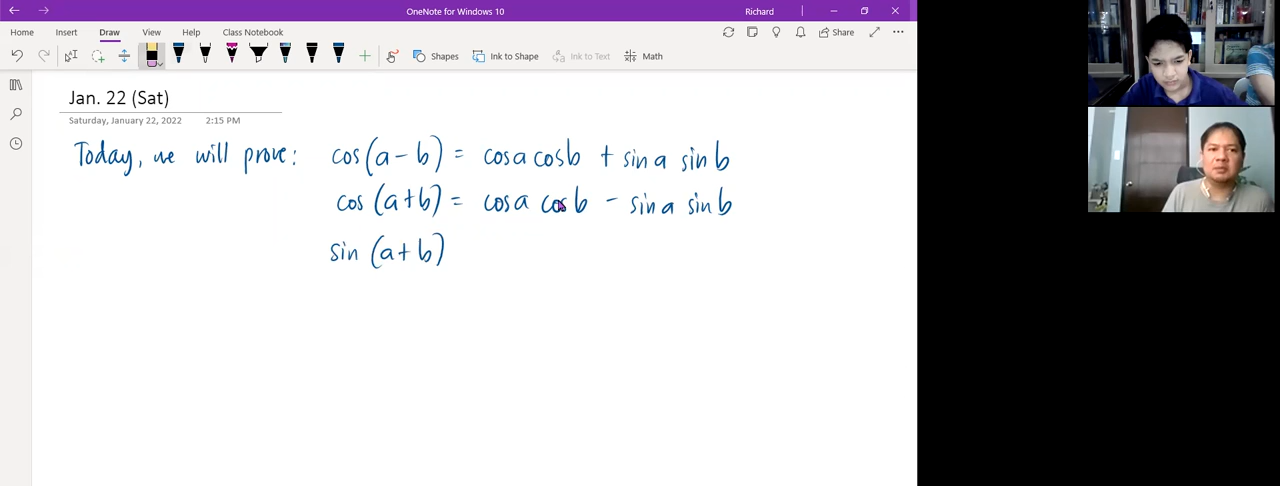 OneNote for Windows 10
Richard
Home Insert Draw View Help Class Notebook
Share
Shapes Ink to Shape Ink to Text Math
Jan. 22 (Sat)
Saturday, January 22, 2022 2:15 PM
Today, we will prove: cos(a - b) = cos a cos b + sin a sin b
cos (a + b) = cos a cos b - sin a sin b
sin (a + b)